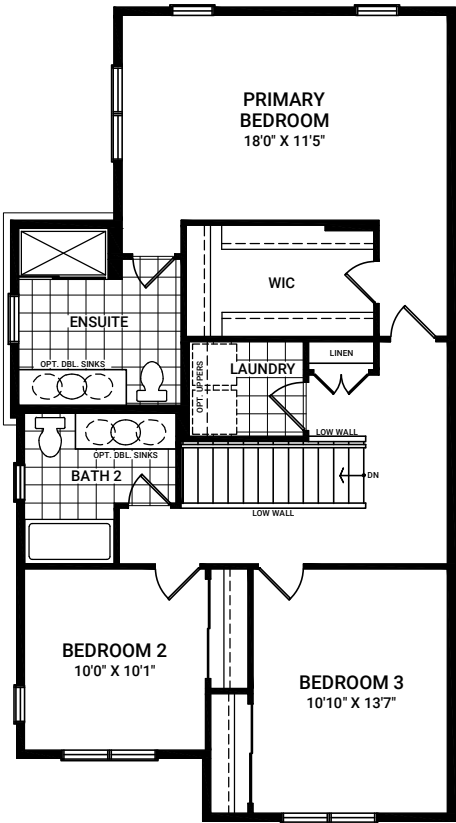 PRIMARY
BEDROOM
18'0" X 11'5"
WIC
ENSUITE
OPT. DBL. SINKS
LAUNDRY
OPT. UPPERS
LINEN
LOW WALL
DN
LOW WALL
OPT. DBL. SINKS
BATH 2
BEDROOM 2
10'0" X 10'1"
BEDROOM 3
10'10" X 13'7"